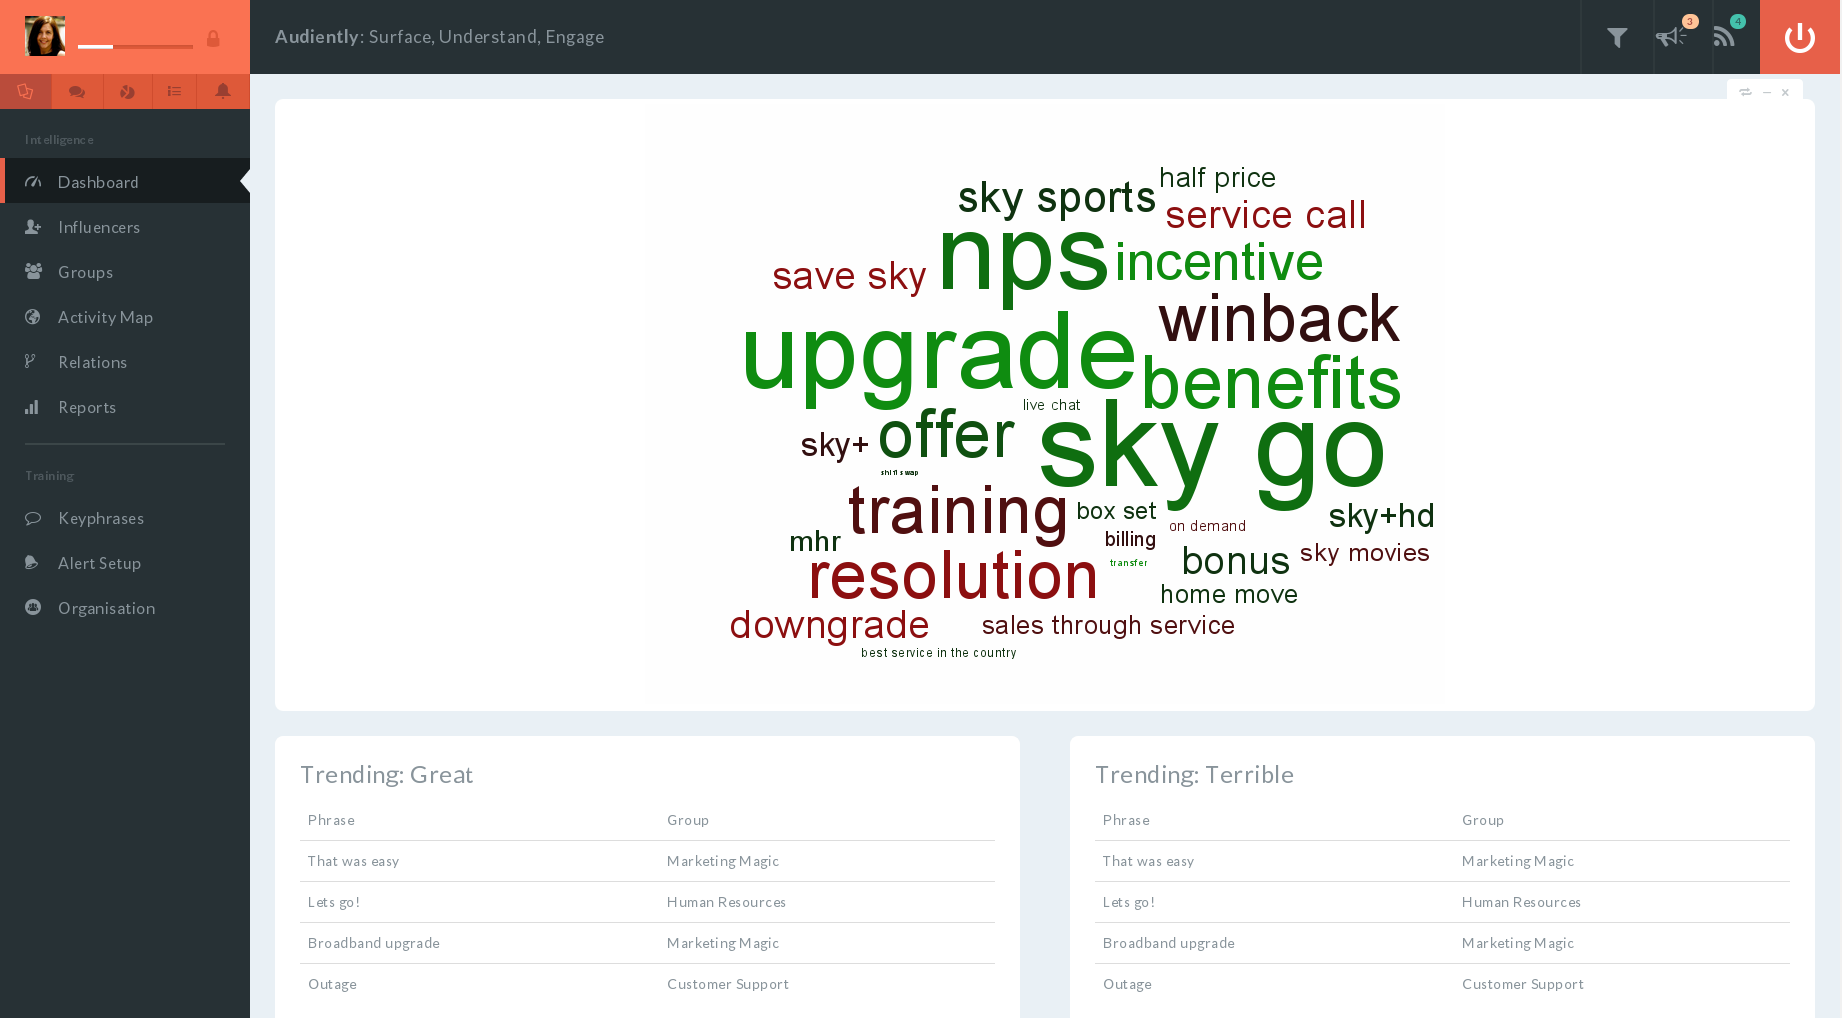 Audiently: Surface, Understand, Engage
3
4
Intelligence
Dashboard
Influencers
Groups
Activity Map
Relations
Reports
Training
Keyphrases
Alert Setup
Organisation
half price
sky sports
service call
nps
incentive
save sky
winback
upgrade
benefits
live chat
sky go
offer
sky+
shift swap
training
box set
sky+hd
on demand
mhr
billing
sky movies
bonus
transfer
resolution
home move
downgrade
sales through service
best service in the country
Trending: Great
Phrase Group
That was easy Marketing Magic
Lets go! Human Resources
Broadband upgrade Marketing Magic
Outage Customer Support
Trending: Terrible
Phrase Group
That was easy Marketing Magic
Lets go! Human Resources
Broadband upgrade Marketing Magic
Outage Customer Support